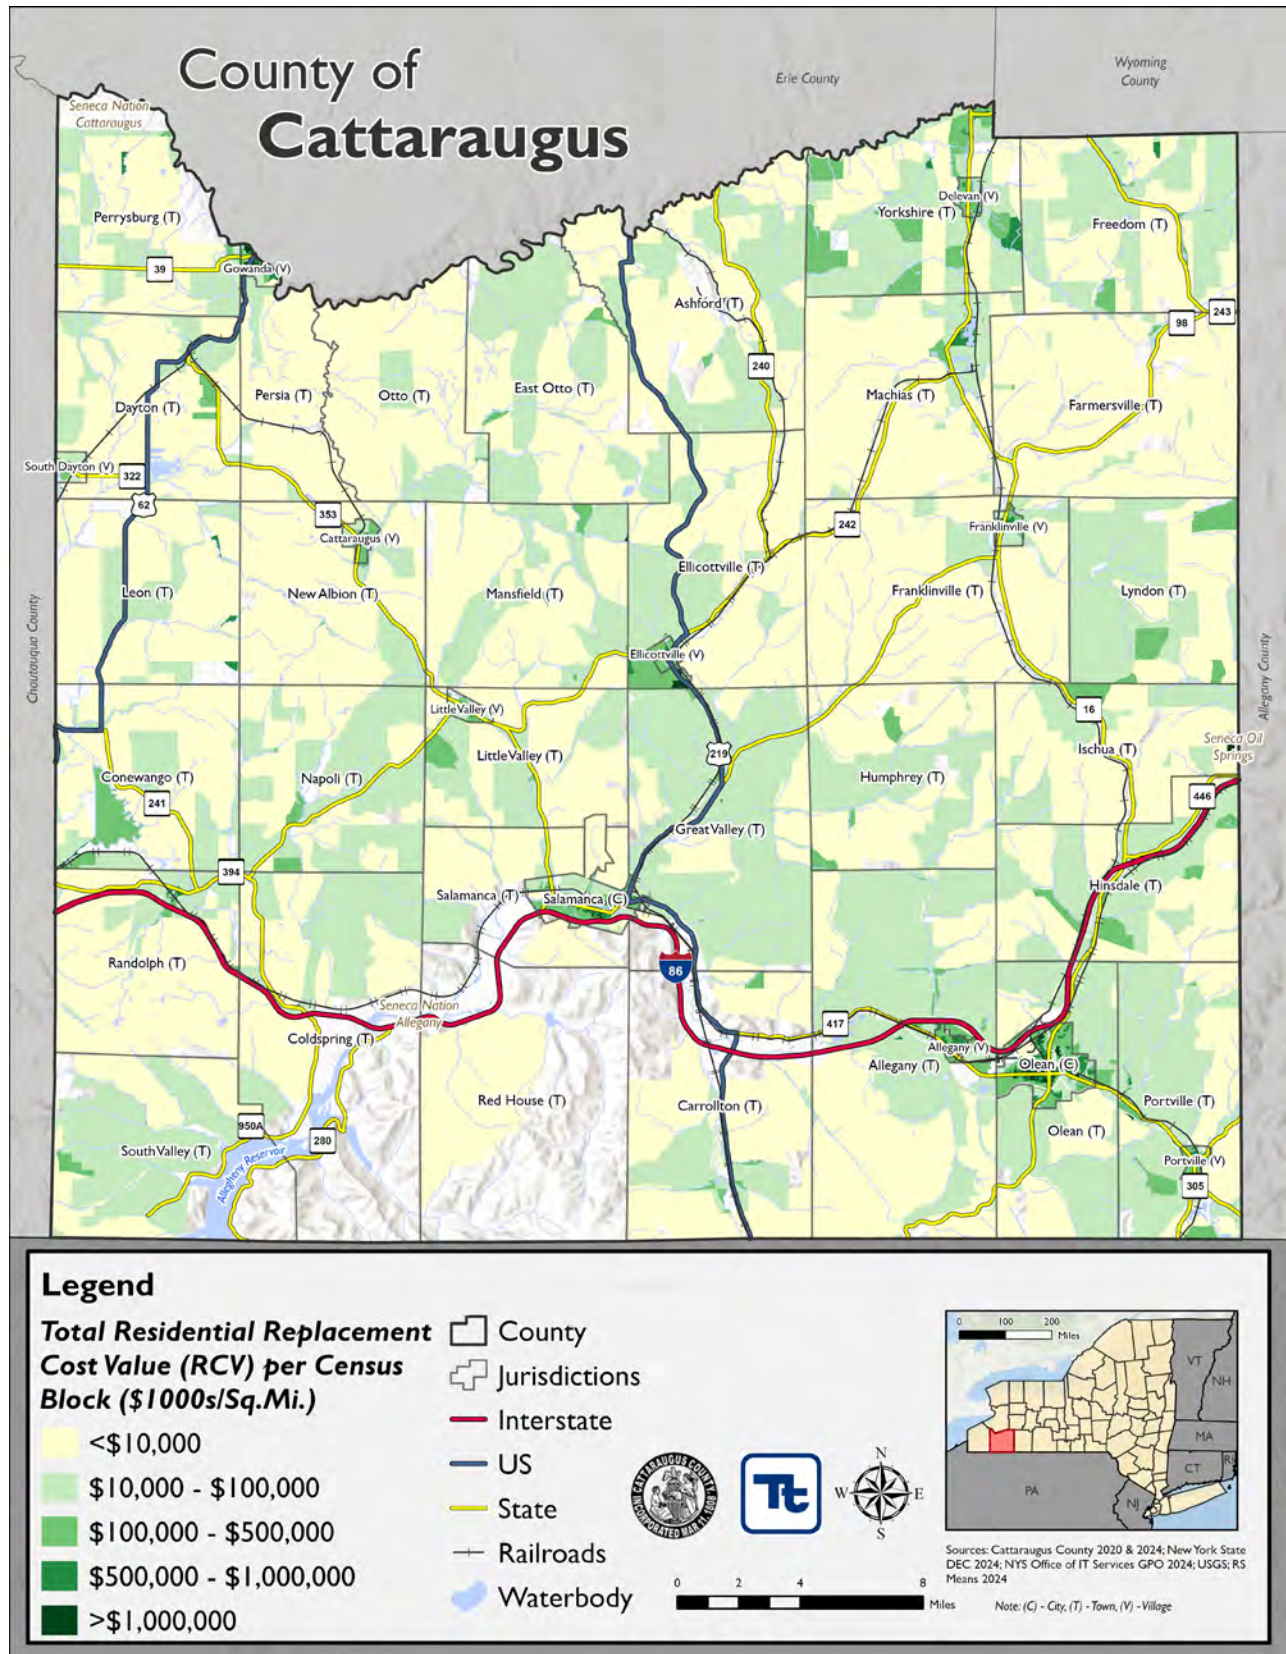 County of
Cattaraugus
Erie County
Wyoming
County
Seneca Nation
Cattaraugus
Perrysburg (T)
39
Gowanda (V)
Delevan (V)
Yorkshire (T)
Freedom (T)
Ashford (T)
243
98
240
Dayton (T)
Persia (T)
Otto (T)
East Otto (T)
Machias (T)
Farmersville (T)
South Dayton (V)
322
62
353
Cattaraugus (V)
242
Franklinville (V)
Ellicottville (T)
Leon (T)
New Albion (T)
Mansfield (T)
Franklinville (T)
Lyndon (T)
Chautauqua County
Allegany County
Ellicottville (V)
Little Valley (V)
16
Little Valley (T)
219
Ischua (T)
Seneca Oil
Springs
Conewango (T)
241
Napoli (T)
Humphrey (T)
446
Great Valley (T)
394
Salamanca (T)
Salamanca (C)
Hinsdale (T)
Randolph (T)
86
Seneca Nation
Allegany
417
Coldspring (T)
Allegany (V)
Allegany (T)
Olean (C)
Red House (T)
Carrollton (T)
Portville (T)
950A
280
Olean (T)
South Valley (T)
Allegheny Reservoir
Portville (V)
305
Legend
Total Residential Replacement
Cost Value (RCV) per Census
Block ($1000s/Sq.Mi.)
<$10,000
$10,000 - $100,000
$100,000 - $500,000
$500,000 - $1,000,000
>$1,000,000
County
Jurisdictions
Interstate
US
State
Railroads
Waterbody
CATTARAUGUS COUNTY,
INCORPORATED MAR 11, 1808
Tt
N
W E
S
0 2 4 8
Miles
0 100 200
Miles
VT
NH
MA
CT
RI
PA
NJ
Sources: Cattaraugus County 2020 & 2024; New York State
DEC 2024; NYS Office of IT Services GPO 2024; USGS; RS
Means 2024
Note: (C) - City, (T) - Town, (V) - Village